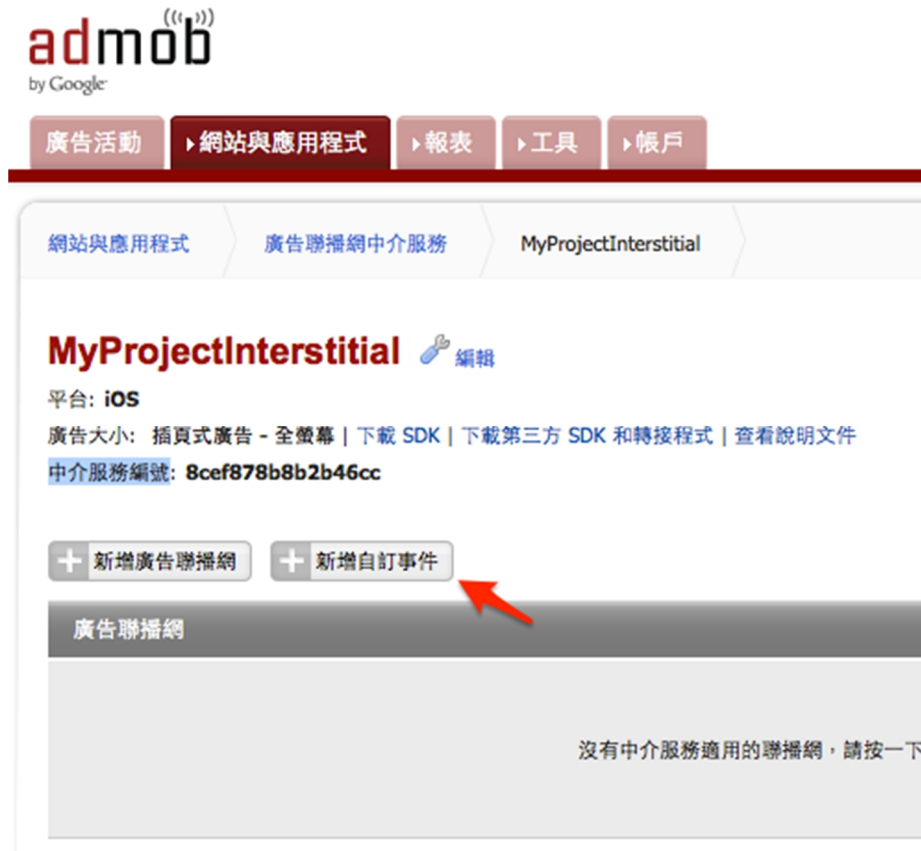 admob
by Google
廣告活動 網站與應用程式 報表 工具 帳戶
網站與應用程式 廣告聯播網中介服務 MyProjectInterstitial
MyProjectInterstitial 編輯
平台: iOS
廣告大小: 插頁式廣告 - 全螢幕 | 下載 SDK | 下載第三方 SDK 和轉接程式 | 查看說明文件
中介服務編號: 8cef878b8b2b46cc
新增廣告聯播網 新增自訂事件
廣告聯播網
沒有中介服務適用的聯播網，請按一下